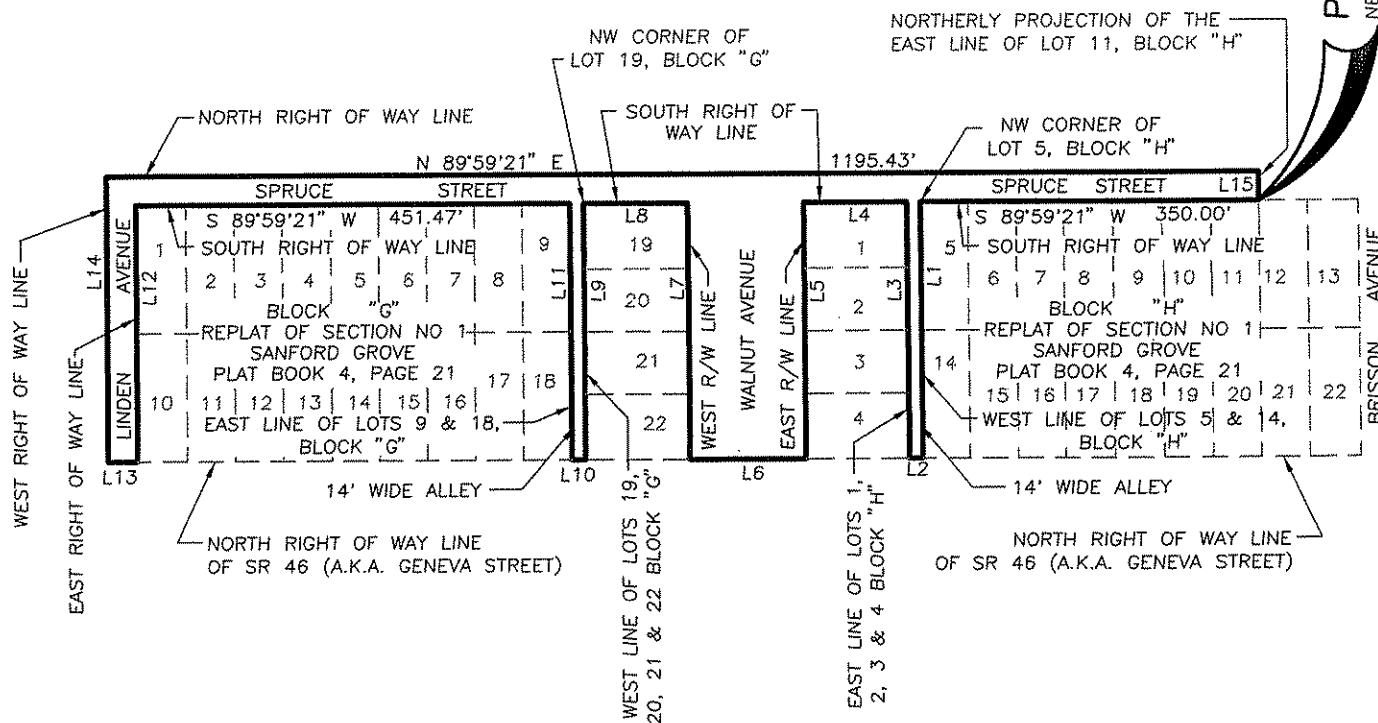 NORTHERLY PROJECTION OF THE
EAST LINE OF LOT 11, BLOCK "H"
P
NW CORNER OF
LOT 19, BLOCK "G"
NORTH RIGHT OF WAY LINE
SOUTH RIGHT OF
WAY LINE
NW CORNER OF
LOT 5, BLOCK "H"
N 89°59'21" E
1195.43'
SPRUCE STREET
SPRUCE STREET
L15
S 89°59'21" W 451.47'
SOUTH RIGHT OF WAY LINE
L8
L4
S 89°59'21" W 350.00'
SOUTH RIGHT OF WAY LINE
WEST RIGHT OF WAY LINE
L14
LINDEN AVENUE
L12
EAST RIGHT OF WAY LINE
1
2 3 4 5 6 7 8
9
BLOCK "G"
REPLAT OF SECTION NO 1
SANFORD GROVE
PLAT BOOK 4, PAGE 21
10
11 12 13 14 15 16
17
18
EAST LINE OF LOTS 9 & 18,
BLOCK "G"
L11
L9
19
20
21
22
L7
WEST R/W LINE
WALNUT AVENUE
EAST R/W LINE
L5
1
2
3
4
L3
L1
5
6 7 8 9 10 11 12 13
BLOCK "H"
REPLAT OF SECTION NO 1
SANFORD GROVE
PLAT BOOK 4, PAGE 21
14
15 16 17 18 19 20 21 22
WEST LINE OF LOTS 5 & 14,
BLOCK "H"
BRISSON AVENUE
L13
L10
L6
L2
14' WIDE ALLEY
14' WIDE ALLEY
NORTH RIGHT OF WAY LINE
OF SR 46 (A.K.A. GENEVA STREET)
WEST LINE OF LOTS 19,
20, 21 & 22 BLOCK "G"
EAST LINE OF LOTS 1,
2, 3 & 4 BLOCK "H"
NORTH RIGHT OF WAY LINE
OF SR 46 (A.K.A. GENEVA STREET)